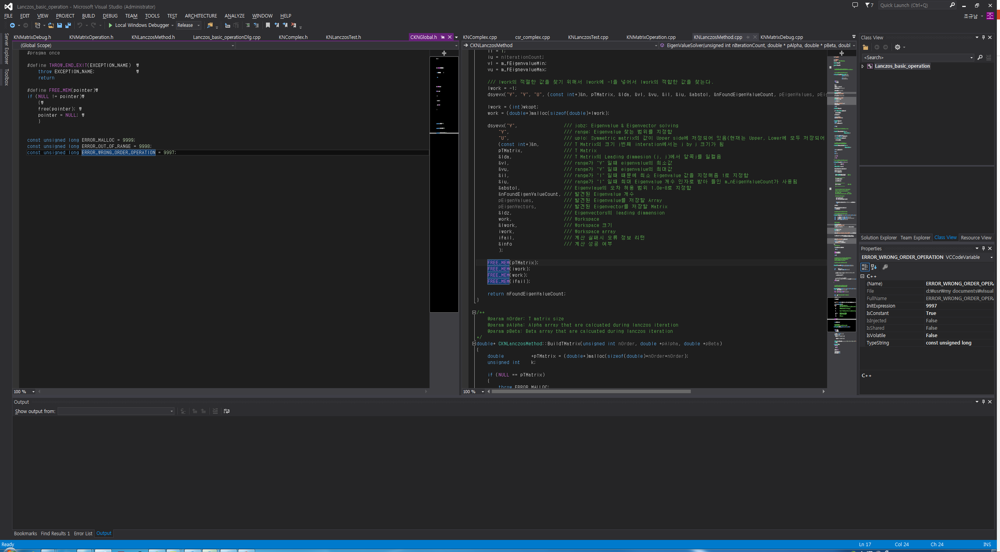 Lanczos_basic_operation - Microsoft Visual Studio (Administrator)
7
Quick Launch (Ctrl+Q)
FILE EDIT VIEW PROJECT BUILD DEBUG TEAM TOOLS TEST ARCHITECTURE ANALYZE WINDOW HELP
조규남 조
Local Windows Debugger Release
Server Explorer
Toolbox
KNMatrixDebug.h KNMatrixOperation.h KNLanczosMethod.h Lanczos_basic_operationDlg.cpp KNComplex.h KNLanczosTest.h CKNGlobal.h
(Global Scope)
#pragma once
#define THROW_END_EXIT(EXCEPTION_NAME) ₩
throw EXCEPTION_NAME; ₩
return
#define FREE_MEM(pointer)₩
if (NULL != pointer)₩
{₩
free(pointer); ₩
pointer = NULL; ₩
}
const unsigned long ERROR_MALLOC = 9999;
const unsigned long ERROR_OUT_OF_RANGE = 9998;
const unsigned long ERROR_WRONG_ORDER_OPERATION = 9997;
100 %
KNComplex.cpp csr_complex.cpp KNLanczosTest.cpp KNMatrixOperation.cpp KNLanczosMethod.cpp KNMatrixDebug.cpp
CKNLanczosMethod EigenValueSolver(unsigned int nIterationCount, double * pAlpha, double * pBeta, doubl
il = 1;
iu = nIterationCount;
vl = m_fEigenvalueMin;
vu = m_fEignevalueMax;
/// lwork의 적절한 값을 찾기 위해서 lwork에 -1을 넣어서 lwork의 적합한 값을 찾는다.
lwork = -1;
dsyevx("V", "V", "U", (const int*)&n, pTMatrix, &lda, &vl, &vu, &il, &iu, &abstol, &nFoundEigenValueCount, pEigenValues, pEig
lwork = (int)wkopt;
work = (double*)malloc(sizeof(double)*lwork);
dsyevx("V", /// jobz: Eigenvalue & Eigenvector solving
"V", /// range: Eigenvalue 찾는 범위를 지정함
"U", /// uplo: Symmetric matrix의 값이 Upper side에 저정되어 있음(현재는 Upper, Lower에 모두 저장되어
(const int*)&n, /// T Matrix의 크기 j번째 interation에서는 j by j 크기가 됨
pTMatrix, /// T Matrix
&lda, /// T Matrix의 Leading dimmesion (j, j)에서 앞쪽j를 일컬음
&vl, /// range가 "V" 일때 eigenvalue의 최소값
&vu, /// range가 "V" 일때 eigenvalue의 최대값
&il, /// range가 "I" 일때 때문에 최소 Eigenvalue 값을 지정해줌 1로 지정함
&iu, /// range가 "I" 일때 최대 Eigenvalue 개수 인자로 받아 들인 m_nEigenValueCount가 사용됨
&abstol, /// Eigenvlaue의 오차 허용 범위 1.0e-8로 지정함
&nFoundEigenValueCount, /// 발견된 Eigenvalue 개수
pEigenValues, /// 발견된 Eigenvalue를 저장할 Array
pEigenVectors, /// 발견된 Eigenvector를 저장할 Matrix
&ldz, /// Eigenvectors의 leading dimmension
work, /// Workspace
&lwork, /// Workspace 크기
iwork, /// Workspace array
ifail, /// 계산 실패시 오류 정보 리턴
&info /// 계산 성공 여부
);
FREE_MEM(pTMatrix);
FREE_MEM(iwork);
FREE_MEM(work);
FREE_MEM(ifail);
return nFoundEigenValueCount;
}
/**
@param nOrder: T matrix size
@param pAlpha: Alpha array that are calcuated during lanczos iteration
@param pBeta: Beta array that are calcuated during lanczos iteration
*/
double* CKNLanczosMethod::BuildTMatrix(unsigned int nOrder, double *pAlpha, double *pBeta)
{
double *pTMatrix = (double*)malloc(sizeof(double)*nOrder*nOrder);
unsigned int k;
if (NULL == pTMatrix)
{
throw ERROR_MALLOC;
100 %
Class View
<Search>
Lanczos_basic_operation
Solution Explorer Team Explorer Class View Resource View
Properties
ERROR_WRONG_ORDER_OPERATION VCCodeVariable
C++
(Name) ERROR_WRONG_ORDER_OPERA
File d:₩usr₩my documents₩visual
FullName ERROR_WRONG_ORDER_OPERA
InitExpression 9997
IsConstant True
IsInjected False
IsShared False
IsVolatile False
TypeString const unsigned long
C++
Output
Show output from:
Bookmarks Find Results 1 Error List Output
Ready Ln 17 Col 24 Ch 24 INS